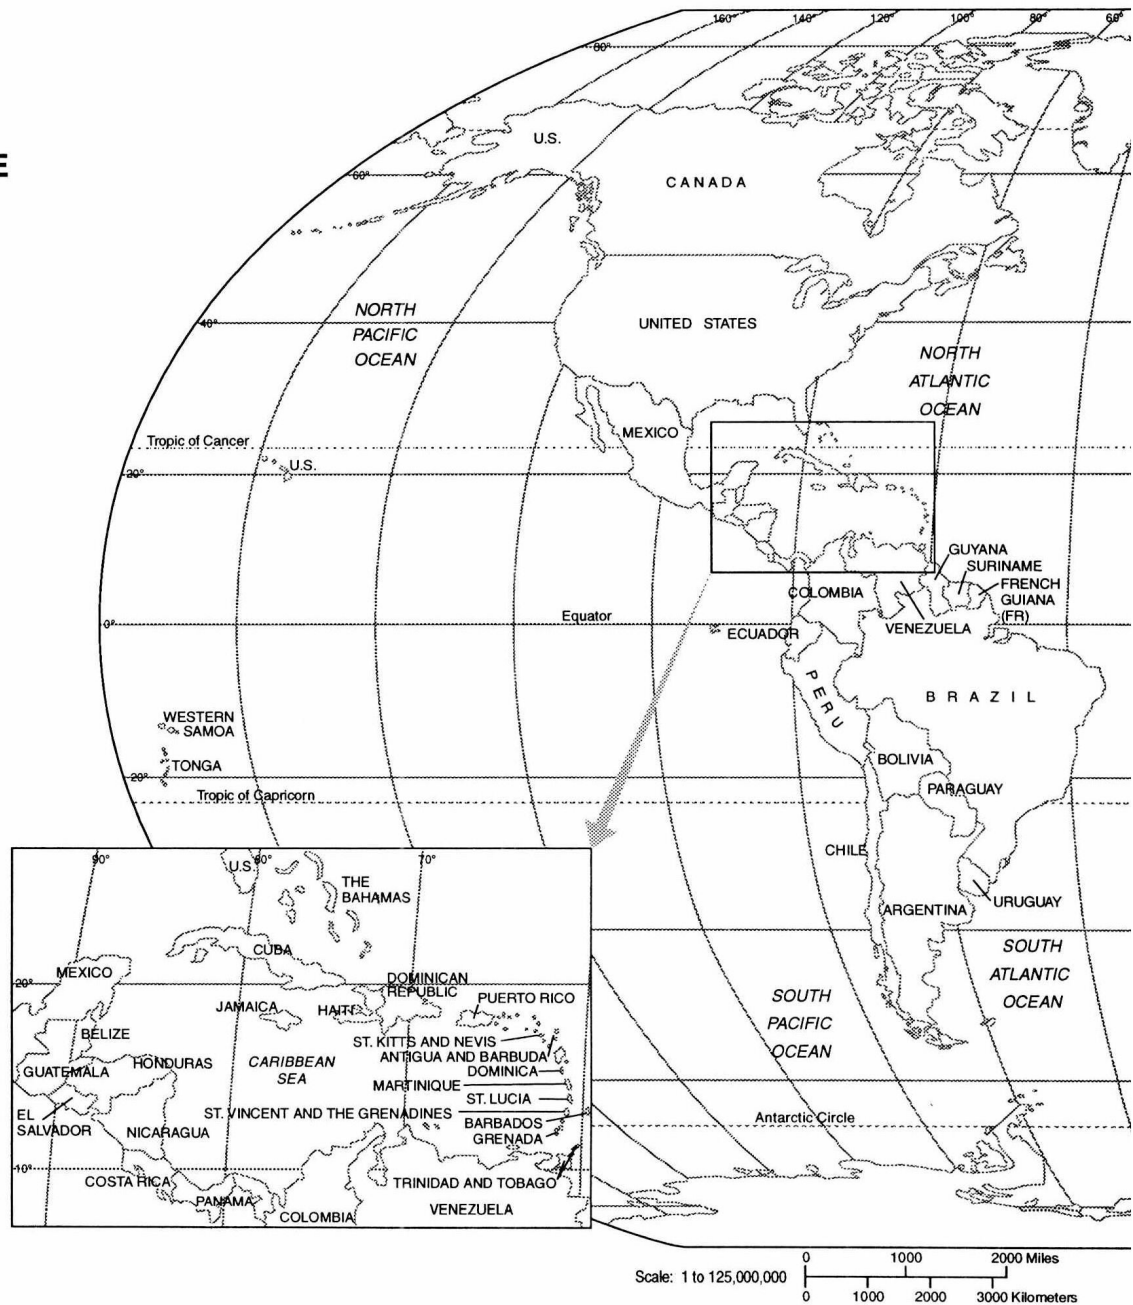 160°
140°
120°
100°
80°
60°
80°
U.S.
E
60°
CANADA
NORTH
PACIFIC
OCEAN
40°
UNITED STATES
NORTH
ATLANTIC
OCEAN
MEXICO
Tropic of Cancer
U.S.
20°
GUYANA
SURINAME
FRENCH
GUIANA
(FR)
COLOMBIA
VENEZUELA
0°
Equator
ECUADOR
PERU
BRAZIL
WESTERN
SAMOA
TONGA
BOLIVIA
20°
PARAGUAY
Tropic of Capricorn
CHILE
URUGUAY
ARGENTINA
SOUTH
ATLANTIC
OCEAN
SOUTH
PACIFIC
OCEAN
Antarctic Circle
90°
U.S.
80°
70°
THE
BAHAMAS
CUBA
MEXICO
20°
DOMINICAN
REPUBLIC
PUERTO RICO
JAMAICA
HAITI
BELIZE
ST. KITTS AND NEVIS
ANTIGUA AND BARBUDA
HONDURAS
CARIBBEAN
SEA
GUATEMALA
DOMINICA
MARTINIQUE
ST. LUCIA
EL
SALVADOR
ST. VINCENT AND THE GRENADINES
BARBADOS
NICARAGUA
GRENADA
10°
COSTA RICA
TRINIDAD AND TOBAGO
PANAMA
COLOMBIA
VENEZUELA
0 1000 2000 Miles
Scale: 1 to 125,000,000
0 1000 2000 3000 Kilometers